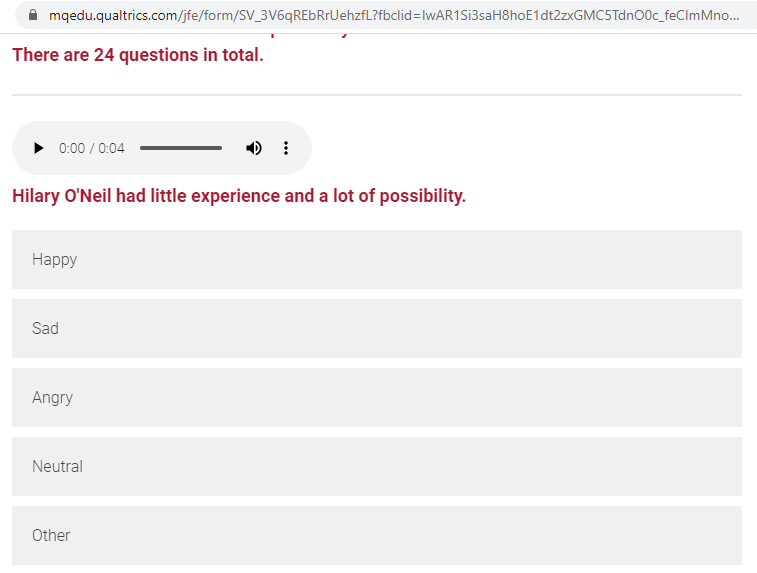 mqedu.qualtrics.com/jfe/form/SV_3V6qREbRrUehzfL?fbclid=IwAR1Si3saH8hoE1dt2zxGMC5TdnO0c_feClmMno...
There are 24 questions in total.
0:00 / 0:04
Hilary O'Neil had little experience and a lot of possibility.
Happy
Sad
Angry
Neutral
Other